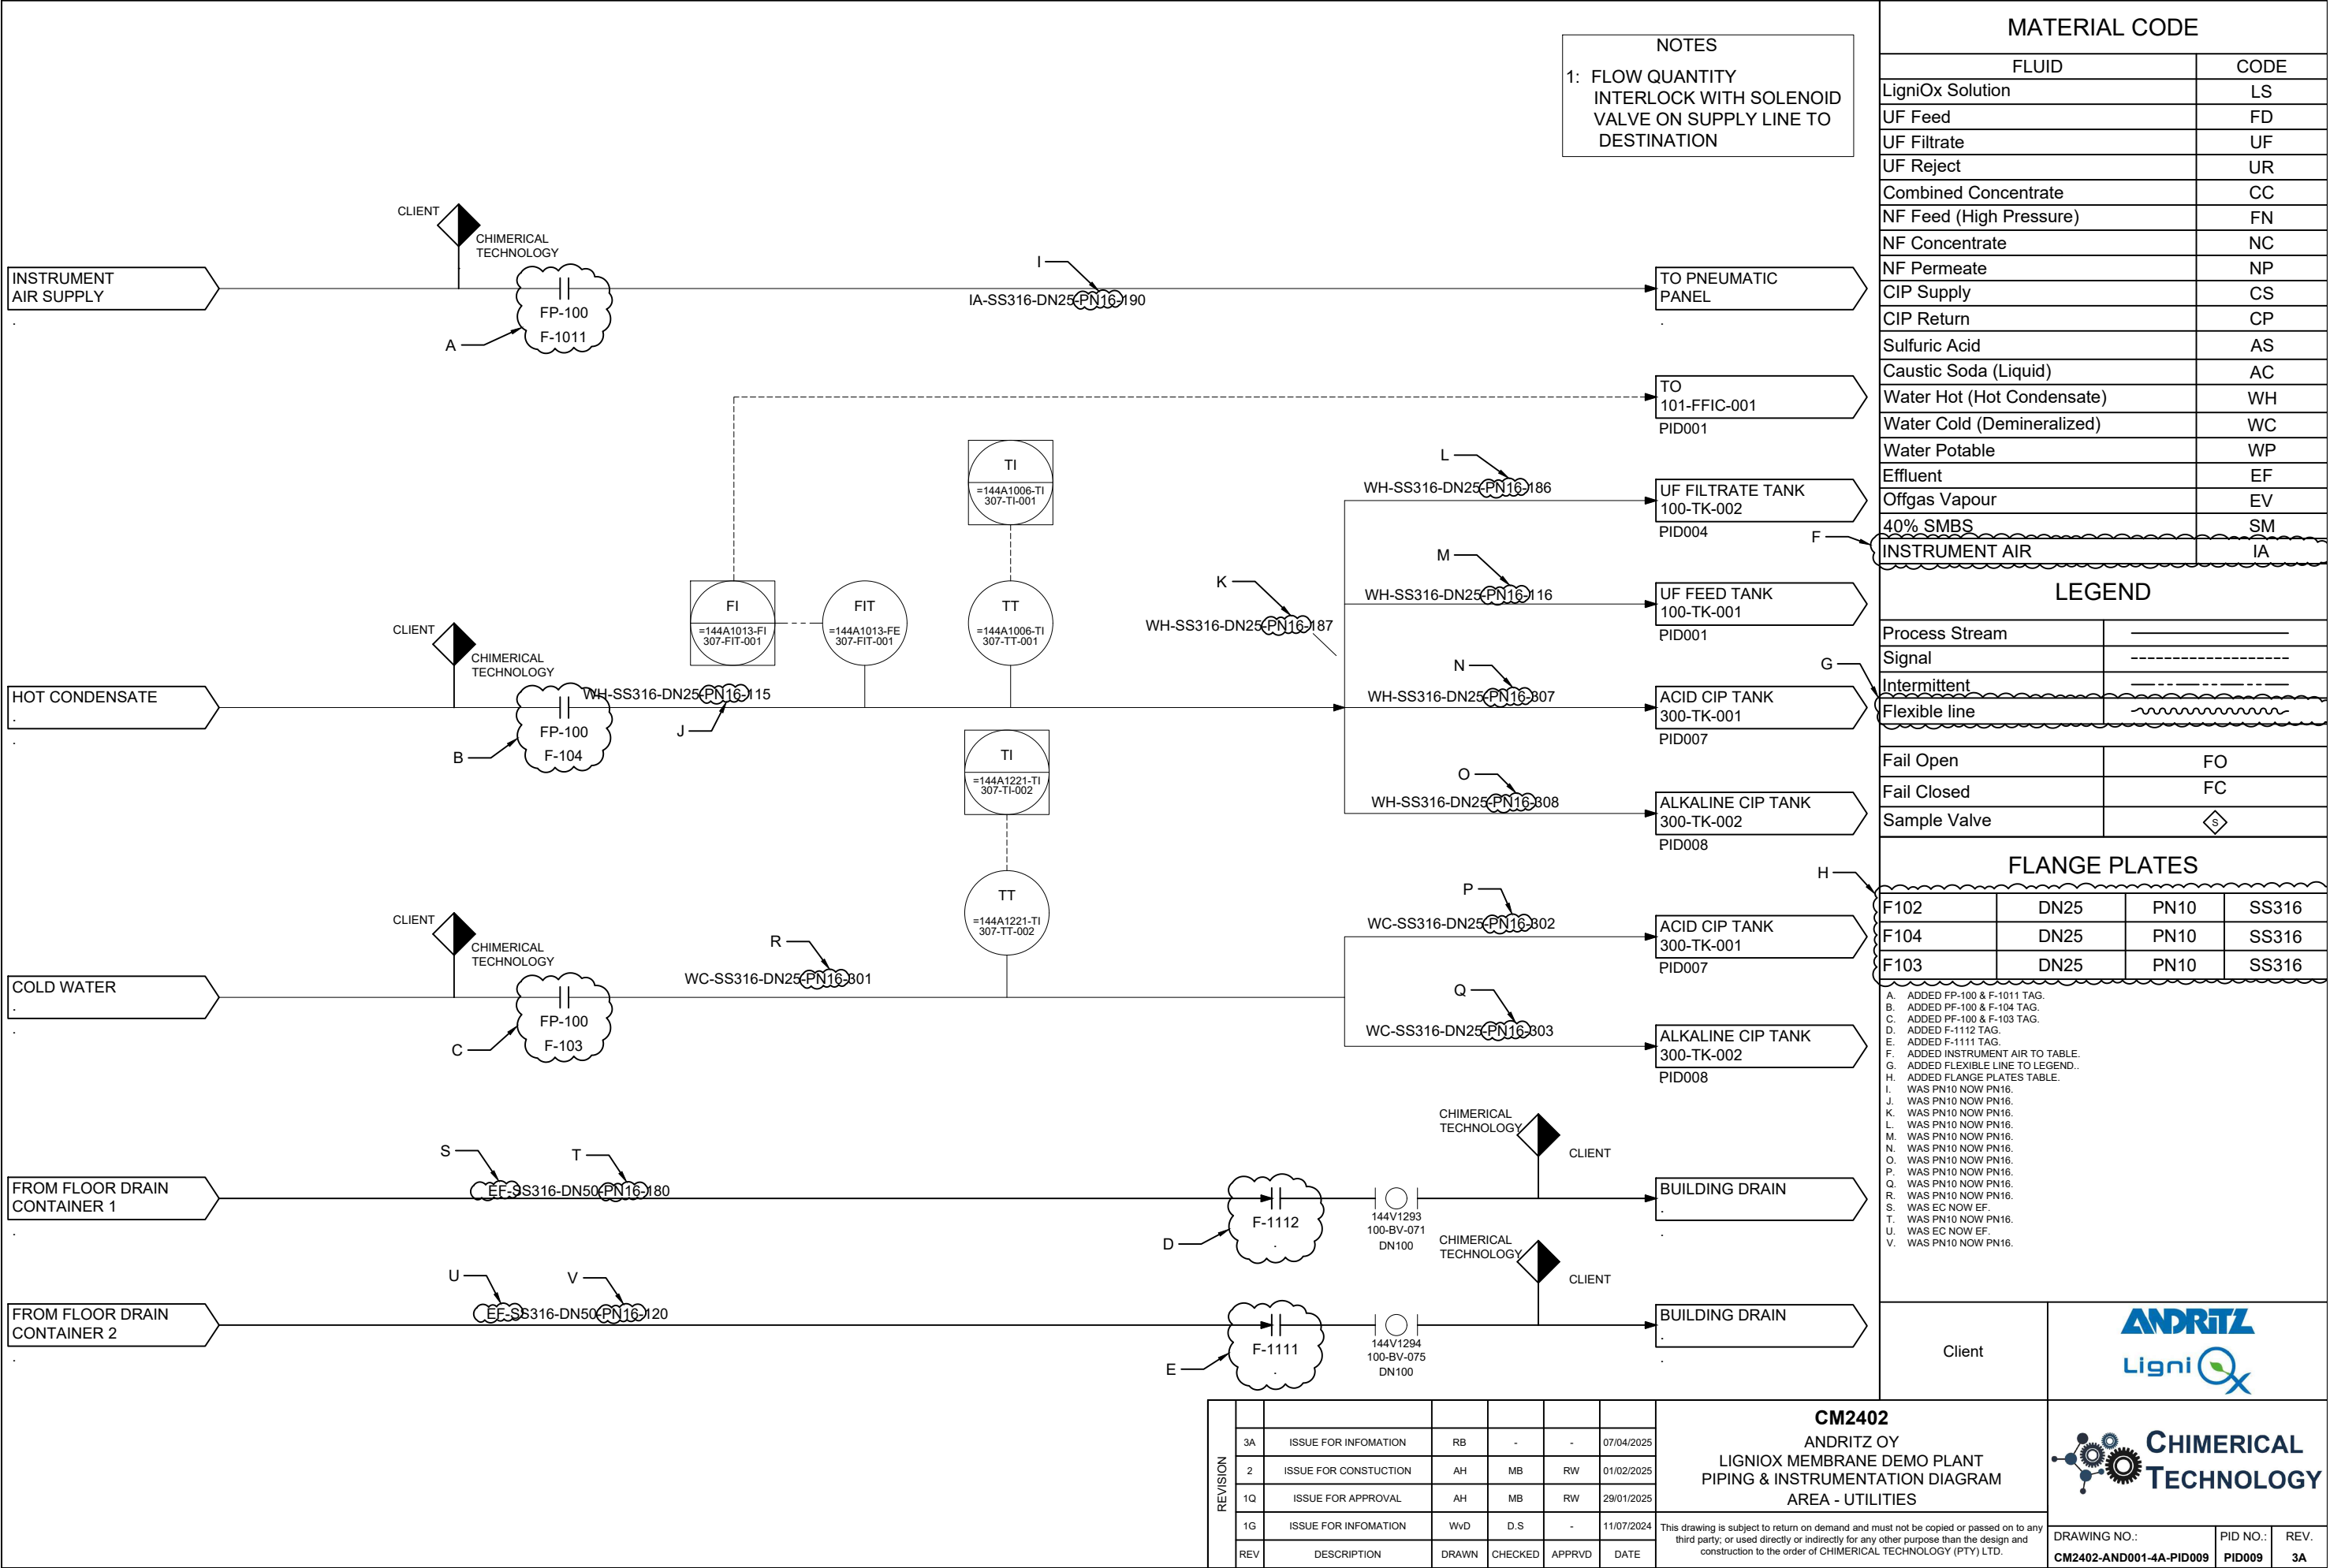 NOTES
1: FLOW QUANTITY
INTERLOCK WITH SOLENOID
VALVE ON SUPPLY LINE TO
DESTINATION
CLIENT
CHIMERICAL
TECHNOLOGY
INSTRUMENT
AIR SUPPLY
.
FP-100
F-1011
A
I
IA-SS316-DN25-PN16-190
TO PNEUMATIC
PANEL
.
TO
101-FFIC-001
PID001
TI
=144A1006-TI
307-TI-001
L
WH-SS316-DN25-PN16-186
UF FILTRATE TANK
100-TK-002
PID004
M
WH-SS316-DN25-PN16-116
UF FEED TANK
100-TK-001
PID001
K
WH-SS316-DN25-PN16-187
FI
=144A1013-FI
307-FIT-001
FIT
=144A1013-FE
307-FIT-001
TT
=144A1006-TI
307-TT-001
CLIENT
CHIMERICAL
TECHNOLOGY
HOT CONDENSATE
.
.
WH-SS316-DN25-PN16-115
J
FP-100
F-104
B
N
WH-SS316-DN25-PN16-307
ACID CIP TANK
300-TK-001
PID007
TI
=144A1221-TI
307-TI-002
O
WH-SS316-DN25-PN16-308
ALKALINE CIP TANK
300-TK-002
PID008
TT
=144A1221-TI
307-TT-002
P
WC-SS316-DN25-PN16-302
ACID CIP TANK
300-TK-001
PID007
CLIENT
CHIMERICAL
TECHNOLOGY
R
WC-SS316-DN25-PN16-301
COLD WATER
.
.
FP-100
F-103
C
Q
WC-SS316-DN25-PN16-303
ALKALINE CIP TANK
300-TK-002
PID008
CHIMERICAL
TECHNOLOGY
CLIENT
S
T
EF-SS316-DN50-PN16-180
FROM FLOOR DRAIN
CONTAINER 1
.
F-1112
.
D
144V1293
100-BV-071
DN100
BUILDING DRAIN
.
.
CHIMERICAL
TECHNOLOGY
CLIENT
U
V
EF-SS316-DN50-PN16-120
FROM FLOOR DRAIN
CONTAINER 2
.
F-1111
.
E
144V1294
100-BV-075
DN100
BUILDING DRAIN
.
.
MATERIAL CODE
FLUID CODE
LigniOx Solution LS
UF Feed FD
UF Filtrate UF
UF Reject UR
Combined Concentrate CC
NF Feed (High Pressure) FN
NF Concentrate NC
NF Permeate NP
CIP Supply CS
CIP Return CP
Sulfuric Acid AS
Caustic Soda (Liquid) AC
Water Hot (Hot Condensate) WH
Water Cold (Demineralized) WC
Water Potable WP
Effluent EF
Offgas Vapour EV
40% SMBS SM
F
INSTRUMENT AIR IA
LEGEND
Process Stream
Signal
G
Intermittent
Flexible line
Fail Open FO
Fail Closed FC
Sample Valve S
FLANGE PLATES
H
F102 DN25 PN10 SS316
F104 DN25 PN10 SS316
F103 DN25 PN10 SS316
A. ADDED FP-100 & F-1011 TAG.
B. ADDED PF-100 & F-104 TAG.
C. ADDED PF-100 & F-103 TAG.
D. ADDED F-1112 TAG.
E. ADDED F-1111 TAG.
F. ADDED INSTRUMENT AIR TO TABLE.
G. ADDED FLEXIBLE LINE TO LEGEND..
H. ADDED FLANGE PLATES TABLE.
I. WAS PN10 NOW PN16.
J. WAS PN10 NOW PN16.
K. WAS PN10 NOW PN16.
L. WAS PN10 NOW PN16.
M. WAS PN10 NOW PN16.
N. WAS PN10 NOW PN16.
O. WAS PN10 NOW PN16.
P. WAS PN10 NOW PN16.
Q. WAS PN10 NOW PN16.
R. WAS PN10 NOW PN16.
S. WAS EC NOW EF.
T. WAS PN10 NOW PN16.
U. WAS EC NOW EF.
V. WAS PN10 NOW PN16.
Client
ANDRITZ
LigniOx
REVISION
3A ISSUE FOR INFOMATION RB - - 07/04/2025
2 ISSUE FOR CONSTUCTION AH MB RW 01/02/2025
1Q ISSUE FOR APPROVAL AH MB RW 29/01/2025
1G ISSUE FOR INFOMATION WvD D.S - 11/07/2024
REV DESCRIPTION DRAWN CHECKED APPRVD DATE
CM2402
ANDRITZ OY
LIGNIOX MEMBRANE DEMO PLANT
PIPING & INSTRUMENTATION DIAGRAM
AREA - UTILITIES
This drawing is subject to return on demand and must not be copied or passed on to any
third party; or used directly or indirectly for any other purpose than the design and
construction to the order of CHIMERICAL TECHNOLOGY (PTY) LTD.
CHIMERICAL
TECHNOLOGY
DRAWING NO.: PID NO.: REV.
CM2402-AND001-4A-PID009 PID009 3A